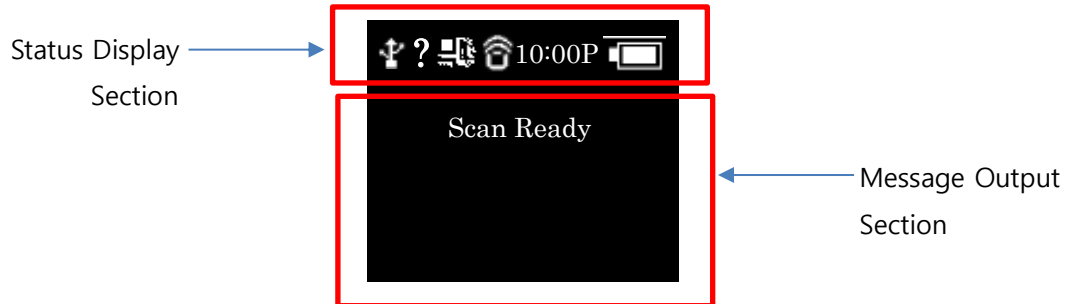 Status Display
Section
? 10:00P
Scan Ready
Message Output
Section